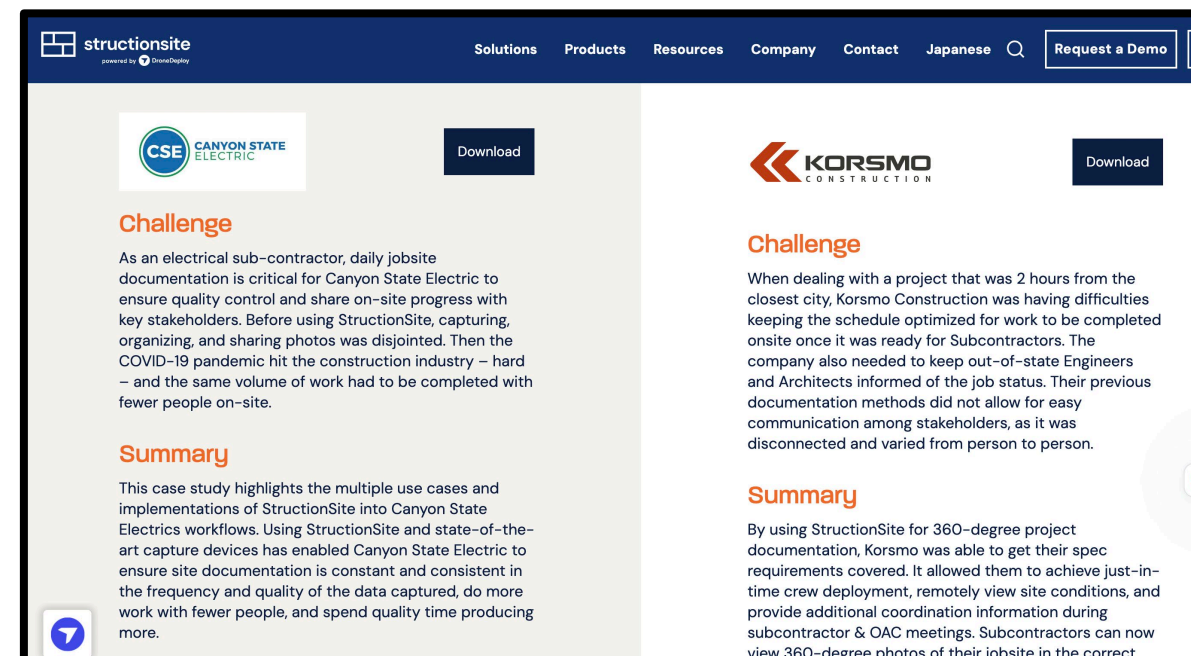 structionsite
powered by DroneDeploy
Solutions Products Resources Company Contact Japanese Request a Demo
CSE CANYON STATE ELECTRIC
Download
Challenge
As an electrical sub-contractor, daily jobsite
documentation is critical for Canyon State Electric to
ensure quality control and share on-site progress with
key stakeholders. Before using StructionSite, capturing,
organizing, and sharing photos was disjointed. Then the
COVID-19 pandemic hit the construction industry – hard
– and the same volume of work had to be completed with
fewer people on-site.
Summary
This case study highlights the multiple use cases and
implementations of StructionSite into Canyon State
Electrics workflows. Using StructionSite and state-of-the-
art capture devices has enabled Canyon State Electric to
ensure site documentation is constant and consistent in
the frequency and quality of the data captured, do more
work with fewer people, and spend quality time producing
more.
KORSMO
CONSTRUCTION
Download
Challenge
When dealing with a project that was 2 hours from the
closest city, Korsmo Construction was having difficulties
keeping the schedule optimized for work to be completed
onsite once it was ready for Subcontractors. The
company also needed to keep out-of-state Engineers
and Architects informed of the job status. Their previous
documentation methods did not allow for easy
communication among stakeholders, as it was
disconnected and varied from person to person.
Summary
By using StructionSite for 360-degree project
documentation, Korsmo was able to get their spec
requirements covered. It allowed them to achieve just-in-
time crew deployment, remotely view site conditions, and
provide additional coordination information during
subcontractor & OAC meetings. Subcontractors can now
view 360-degree photos of their jobsite in the correct